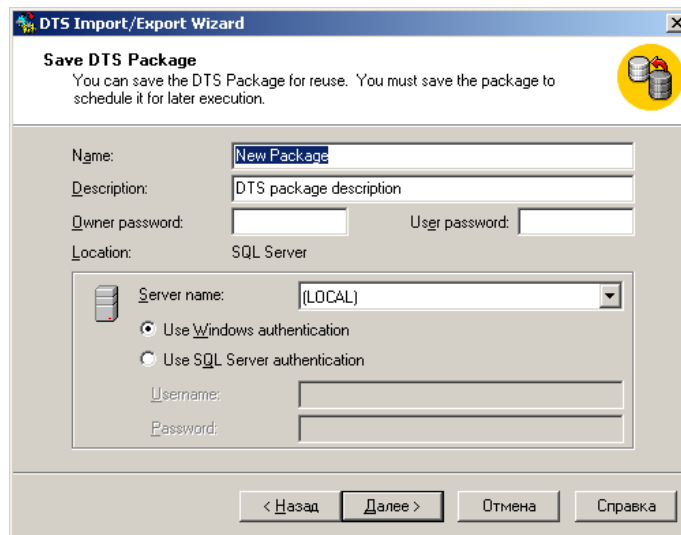 DTS Import/Export Wizard
Save DTS Package
You can save the DTS Package for reuse. You must save the package to
schedule it for later execution.
Name: New Package
Description: DTS package description
Owner password: User password:
Location: SQL Server
Server name: (LOCAL)
Use Windows authentication
Use SQL Server authentication
Username:
Password:
< Назад Далее > Отмена Справка